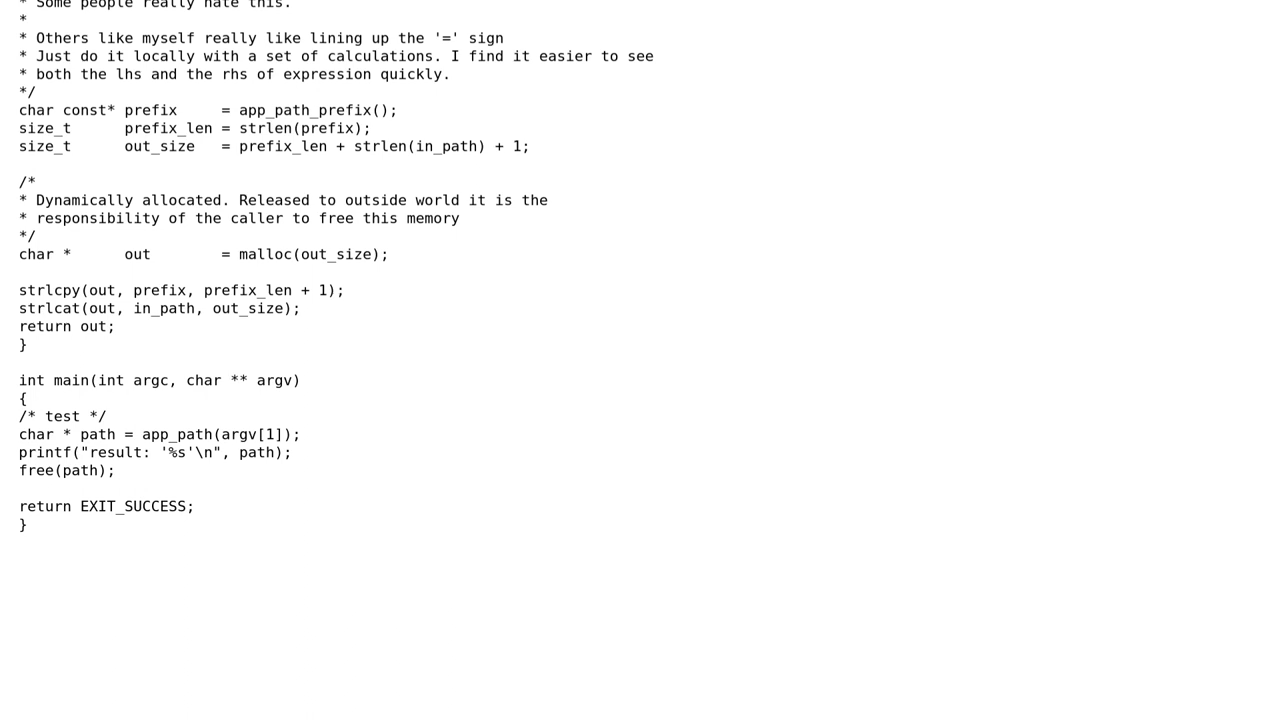 * Some people really hate this.
*
* Others like myself really like lining up the '=' sign
* Just do it locally with a set of calculations. I find it easier to see
* both the lhs and the rhs of expression quickly.
*/
char const* prefix     = app_path_prefix();
size_t      prefix_len = strlen(prefix);
size_t      out_size   = prefix_len + strlen(in_path) + 1;

/*
* Dynamically allocated. Released to outside world it is the
* responsibility of the caller to free this memory
*/
char *      out        = malloc(out_size);

strlcpy(out, prefix, prefix_len + 1);
strlcat(out, in_path, out_size);
return out;
}

int main(int argc, char ** argv)
{
/* test */
char * path = app_path(argv[1]);
printf("result: '%s'\n", path);
free(path);

return EXIT_SUCCESS;
}